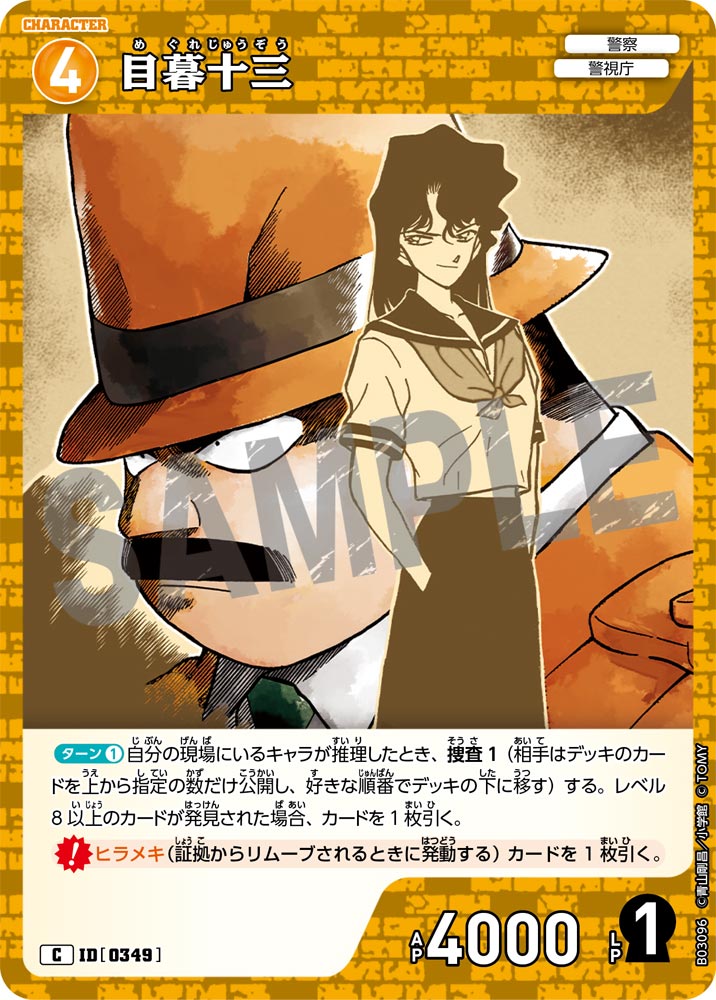 CHARACTER
4
めぐれじゅうぞう
目暮十三
警察
警視庁
SAMPLE
ターン① 自分の現場にいるキャラが推理したとき、捜査1（相手はデッキのカー
ドを上から指定の数だけ公開し、好きな順番でデッキの下に移す）する。レベル
8以上のカードが発見された場合、カードを1枚引く。
ヒラメキ（証拠からリムーブされるときに発動する）カードを1枚引く。
C ID[0349]
AP 4000
LP 1
B03096 ©青山剛昌／小学館 ©TOMY